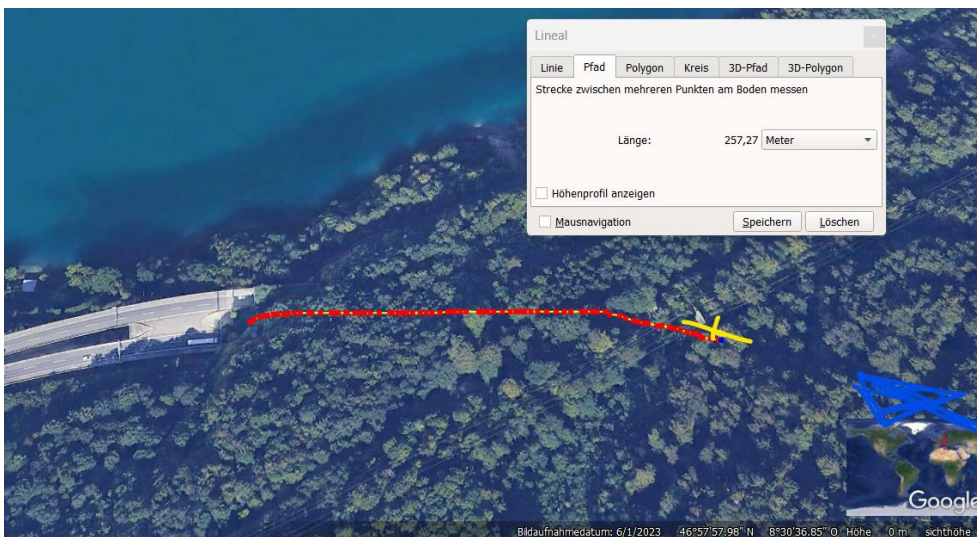 Lineal
Linie Pfad Polygon Kreis 3D-Pfad 3D-Polygon
Strecke zwischen mehreren Punkten am Boden messen
Länge: 257,27 Meter
Höhenprofil anzeigen
Mausnavigation Speichern Löschen
Google
Bildaufnahmedatum: 6/1/2023 46°57'57.98" N 8°30'36.85" O Höhe 0 m sichthöhe